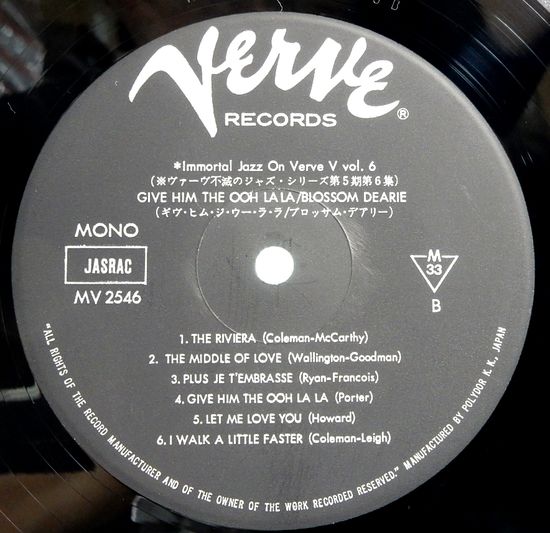 Verve
RECORDS ®
*Immortal Jazz On Verve V vol. 6
(※ヴァーヴ不滅のジャズ・シリーズ第5期第6集)
GIVE HIM THE OOH LA LA/BLOSSOM DEARIE
(ギヴ・ヒム・ジ・ウー・ラ・ラ/ブロッサム・デアリー)
MONO
JASRAC
MV 2546
M
33
B
1. THE RIVIERA (Coleman-McCarthy)
2. THE MIDDLE OF LOVE (Wallington-Goodman)
3. PLUS JE T'EMBRASSE (Ryan-Francois)
4. GIVE HIM THE OOH LA LA (Porter)
5. LET ME LOVE YOU (Howard)
6. I WALK A LITTLE FASTER (Coleman-Leigh)
"ALL RIGHTS OF THE RECORD MANUFACTURER AND OF THE OWNER OF THE WORK RECORDED RESERVED." MANUFACTURED BY POLYDOR K. K., JAPAN